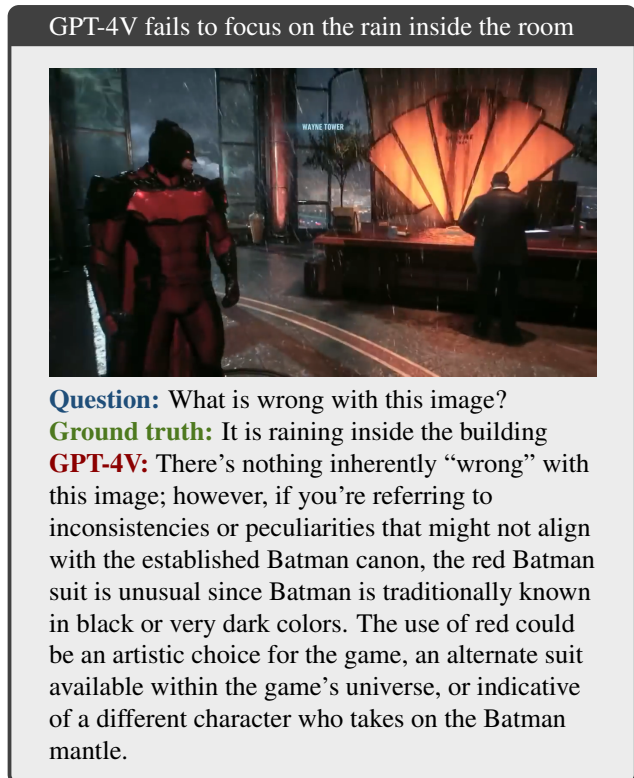 GPT-4V fails to focus on the rain inside the room
WAYNE TOWER
Question: What is wrong with this image?
Ground truth: It is raining inside the building
GPT-4V: There's nothing inherently “wrong” with
this image; however, if you're referring to
inconsistencies or peculiarities that might not align
with the established Batman canon, the red Batman
suit is unusual since Batman is traditionally known
in black or very dark colors. The use of red could
be an artistic choice for the game, an alternate suit
available within the game's universe, or indicative
of a different character who takes on the Batman
mantle.